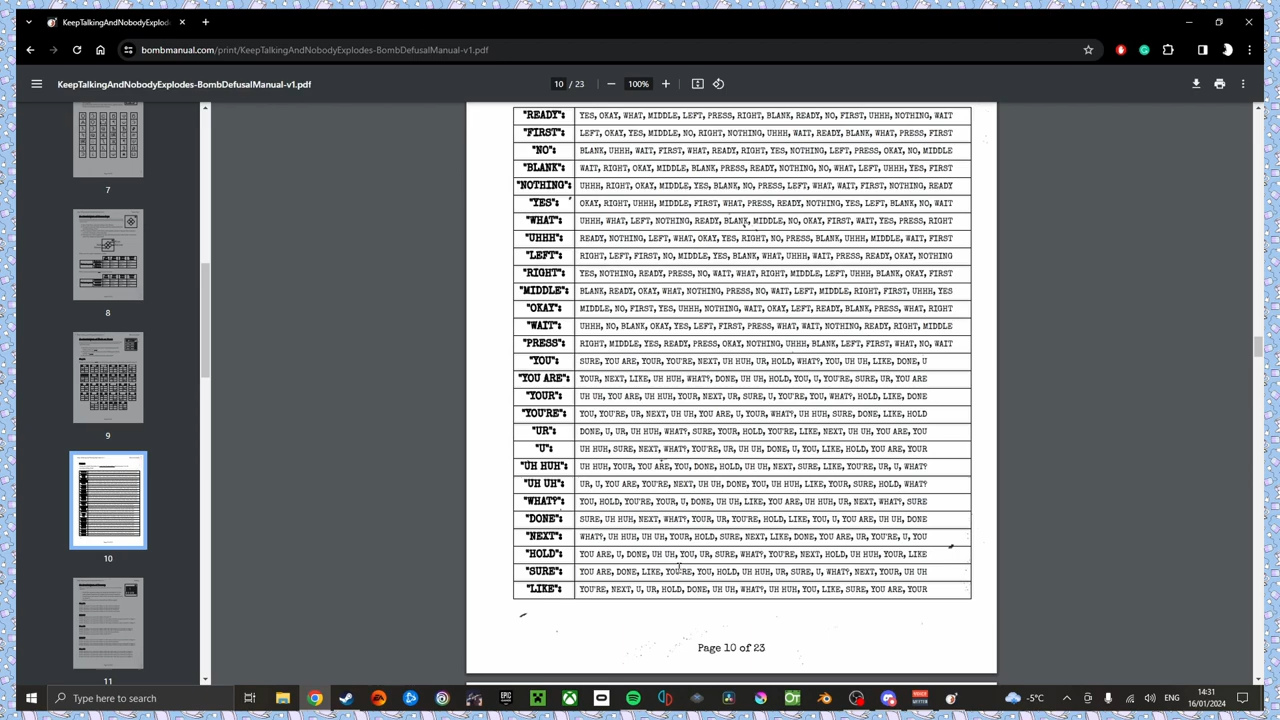 KeepTalkingAndNobodyExplod
bombmanual.com/print/KeepTalkingAndNobodyExplodes-BombDefusalManual-v1.pdf
KeepTalkingAndNobodyExplodes-BombDefusalManual-v1.pdf
10 / 23
100%
7
8
9
10
11
"READY": YES, OKAY, WHAT, MIDDLE, LEFT, PRESS, RIGHT, BLANK, READY, NO, FIRST, UHHH, NOTHING, WAIT
"FIRST": LEFT, OKAY, YES, MIDDLE, NO, RIGHT, NOTHING, UHHH, WAIT, READY, BLANK, WHAT, PRESS, FIRST
"NO": BLANK, UHHH, WAIT, FIRST, WHAT, READY, RIGHT, YES, NOTHING, LEFT, PRESS, OKAY, NO, MIDDLE
"BLANK": WAIT, RIGHT, OKAY, MIDDLE, BLANK, PRESS, READY, NOTHING, NO, WHAT, LEFT, UHHH, YES, FIRST
"NOTHING": UHHH, RIGHT, OKAY, MIDDLE, YES, BLANK, NO, PRESS, LEFT, WHAT, WAIT, FIRST, NOTHING, READY
"YES": OKAY, RIGHT, UHHH, MIDDLE, FIRST, WHAT, PRESS, READY, NOTHING, YES, LEFT, BLANK, NO, WAIT
"WHAT": UHHH, WHAT, LEFT, NOTHING, READY, BLANK, MIDDLE, NO, OKAY, FIRST, WAIT, YES, PRESS, RIGHT
"UHHH": READY, NOTHING, LEFT, WHAT, OKAY, YES, RIGHT, NO, PRESS, BLANK, UHHH, MIDDLE, WAIT, FIRST
"LEFT": RIGHT, LEFT, FIRST, NO, MIDDLE, YES, BLANK, WHAT, UHHH, WAIT, PRESS, READY, OKAY, NOTHING
"RIGHT": YES, NOTHING, READY, PRESS, NO, WAIT, WHAT, RIGHT, MIDDLE, LEFT, UHHH, BLANK, OKAY, FIRST
"MIDDLE": BLANK, READY, OKAY, WHAT, NOTHING, PRESS, NO, WAIT, LEFT, MIDDLE, RIGHT, FIRST, UHHH, YES
"OKAY": MIDDLE, NO, FIRST, YES, UHHH, NOTHING, WAIT, OKAY, LEFT, READY, BLANK, PRESS, WHAT, RIGHT
"WAIT": UHHH, NO, BLANK, OKAY, YES, LEFT, FIRST, PRESS, WHAT, WAIT, NOTHING, READY, RIGHT, MIDDLE
"PRESS": RIGHT, MIDDLE, YES, READY, PRESS, OKAY, NOTHING, UHHH, BLANK, LEFT, FIRST, WHAT, NO, WAIT
"YOU": SURE, YOU ARE, YOUR, YOU'RE, NEXT, UH HUH, UR, HOLD, WHAT?, YOU, UH UH, LIKE, DONE, U
"YOU ARE": YOUR, NEXT, LIKE, UH HUH, WHAT?, DONE, UH UH, HOLD, YOU, U, YOU'RE, SURE, UR, YOU ARE
"YOUR": UH UH, YOU ARE, UH HUH, YOUR, NEXT, UR, SURE, U, YOU'RE, YOU, WHAT?, HOLD, LIKE, DONE
"YOU'RE": YOU, YOU'RE, UR, NEXT, UH UH, YOU ARE, U, YOUR, WHAT?, UH HUH, SURE, DONE, LIKE, HOLD
"UR": DONE, U, UR, UH HUH, WHAT?, SURE, YOUR, HOLD, YOU'RE, LIKE, NEXT, UH UH, YOU ARE, YOU
"U": UH HUH, SURE, NEXT, WHAT?, YOU'RE, UR, UH UH, DONE, U, YOU, LIKE, HOLD, YOU ARE, YOUR
"UH HUH": UH HUH, YOUR, YOU ARE, YOU, DONE, HOLD, UH UH, NEXT, SURE, LIKE, YOU'RE, UR, U, WHAT?
"UH UH": UR, U, YOU ARE, YOU'RE, NEXT, UH UH, DONE, YOU, UH HUH, LIKE, YOUR, SURE, HOLD, WHAT?
"WHAT?": YOU, HOLD, YOU'RE, YOUR, U, DONE, UH UH, LIKE, YOU ARE, UH HUH, UR, NEXT, WHAT?, SURE
"DONE": SURE, UH HUH, NEXT, WHAT?, YOUR, UR, YOU'RE, HOLD, LIKE, YOU, U, YOU ARE, UH UH, DONE
"NEXT": WHAT?, UH HUH, UH UH, YOUR, HOLD, SURE, NEXT, LIKE, DONE, YOU ARE, UR, YOU'RE, U, YOU
"HOLD": YOU ARE, U, DONE, UH UH, YOU, UR, SURE, WHAT?, YOU'RE, NEXT, HOLD, UH HUH, YOUR, LIKE
"SURE": YOU ARE, DONE, LIKE, YOU'RE, YOU, HOLD, UH HUH, UR, SURE, U, WHAT?, NEXT, YOUR, UH UH
"LIKE": YOU'RE, NEXT, U, UR, HOLD, DONE, UH UH, WHAT?, UH HUH, YOU, LIKE, SURE, YOU ARE, YOUR
Page 10 of 23
Type here to search
-5°C
ENG
14:31
16/01/2024